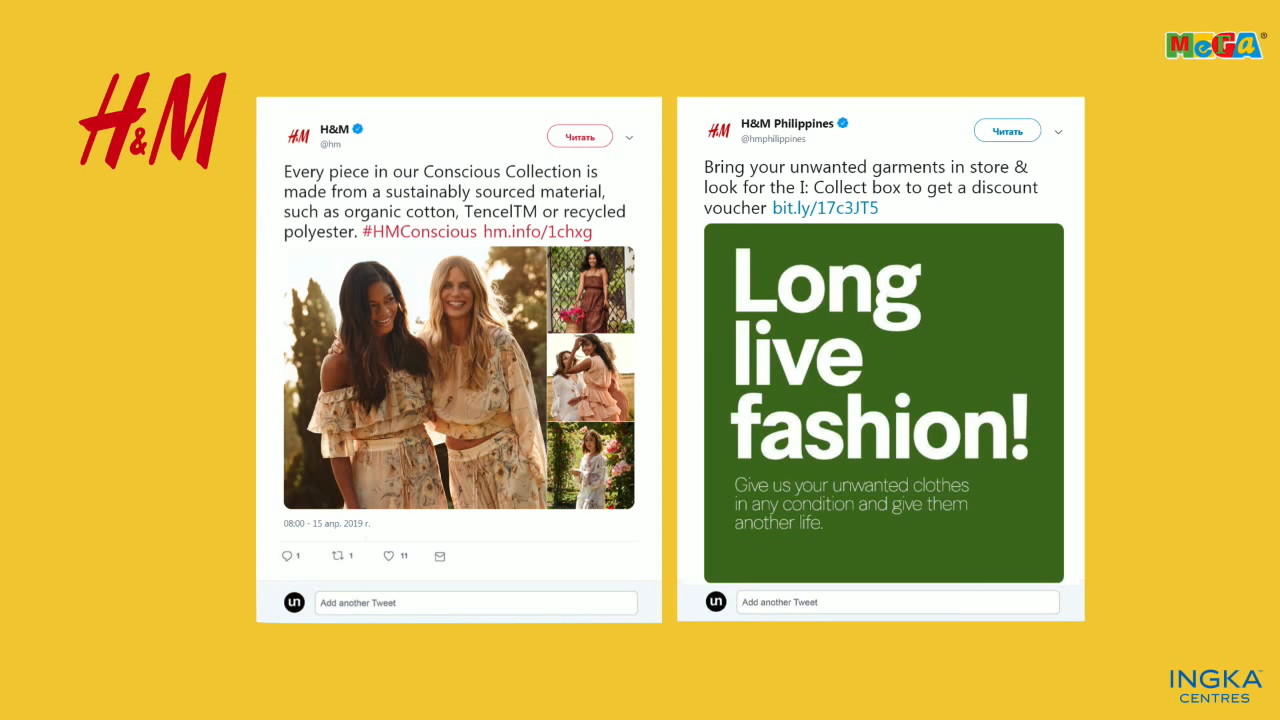 MEGA®
H&M
H&M
H&M
@hm
Читать
Every piece in our Conscious Collection is
made from a sustainably sourced material,
such as organic cotton, TencelTM or recycled
polyester. #HMConscious hm.info/1chxg
08:00 - 15 апр. 2019 г.
1 1 11
un
Add another Tweet
H&M
H&M Philippines
@hmphilippines
Читать
Bring your unwanted garments in store &
look for the I: Collect box to get a discount
voucher bit.ly/17c3JT5
Long
live
fashion!
Give us your unwanted clothes
in any condition and give them
another life.
un
Add another Tweet
INGKA
CENTRES